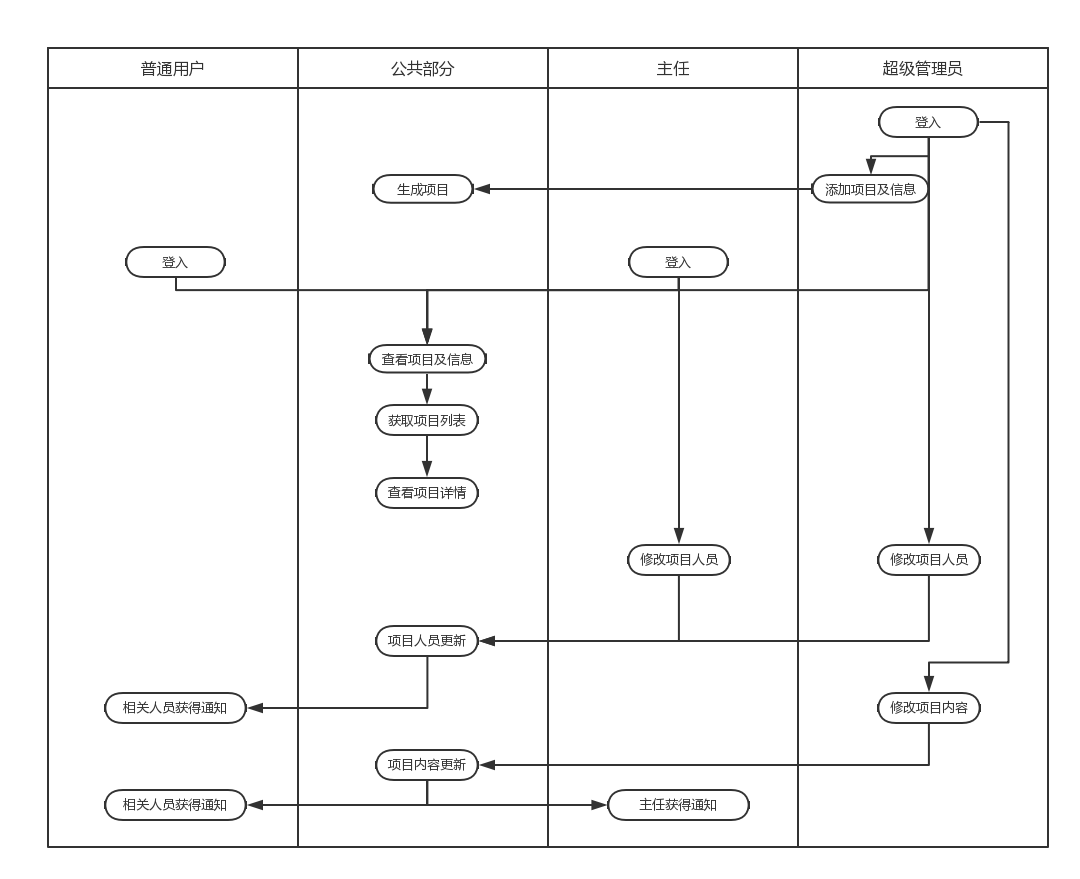 普通用户
公共部分
主任
超级管理员
登入
生成项目
添加项目及信息
登入
登入
查看项目及信息
获取项目列表
查看项目详情
修改项目人员
修改项目人员
项目人员更新
相关人员获得通知
修改项目内容
项目内容更新
相关人员获得通知
主任获得通知